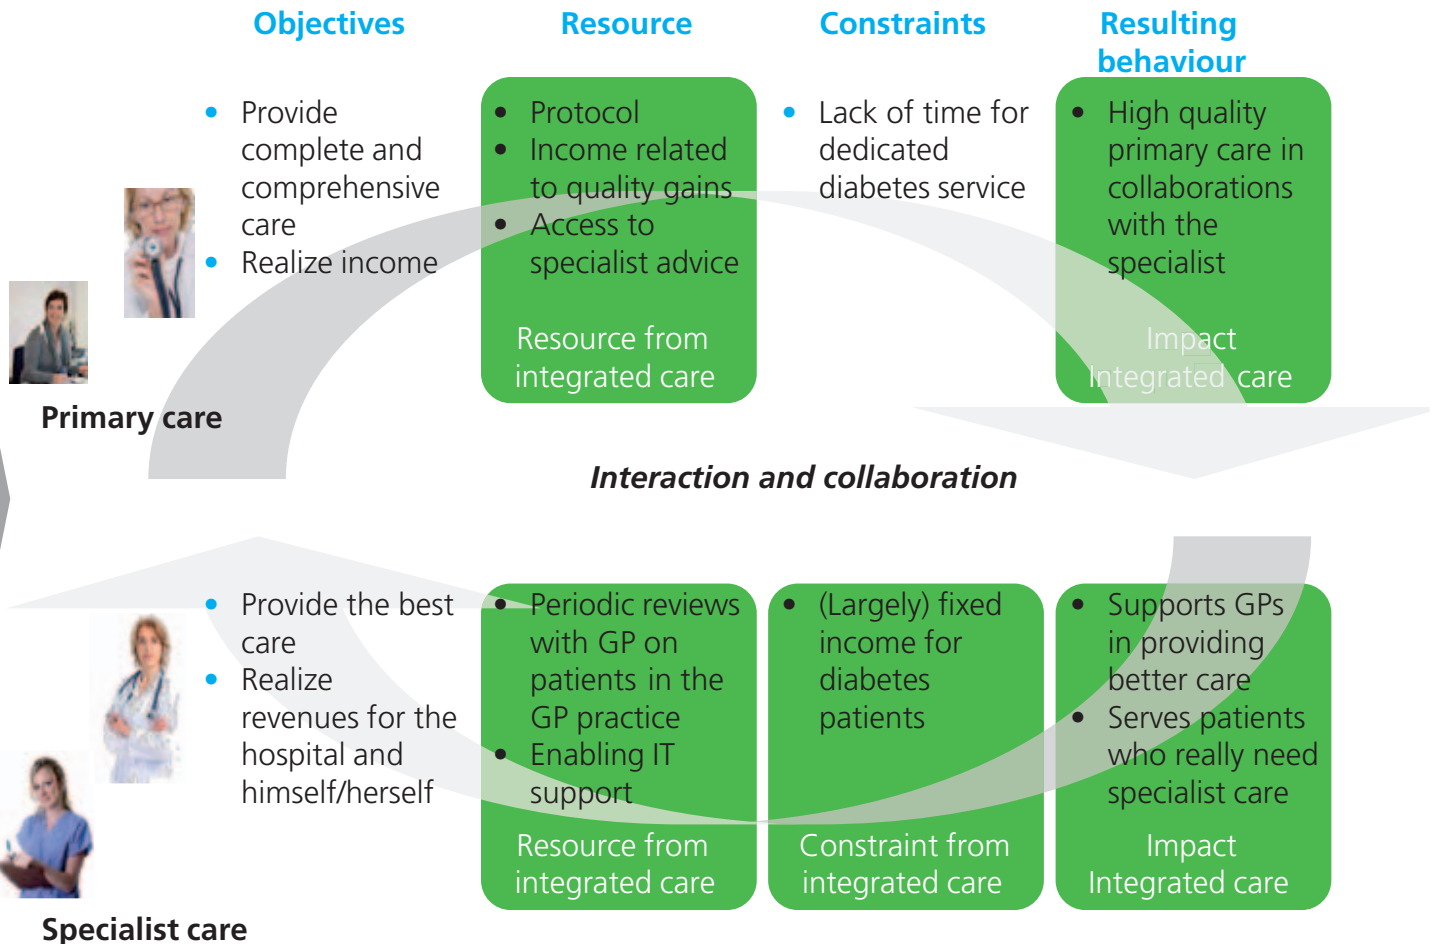 Objectives
Resource
Constraints
Resulting
behaviour
• Provide
complete and
comprehensive
care
• Realize income
• Protocol
• Income related
to quality gains
• Access to
specialist advice
Resource from
integrated care
• Lack of time for
dedicated
diabetes service
• High quality
primary care in
collaborations
with the
specialist
Impact
Integrated care
Primary care
Interaction and collaboration
• Provide the best
care
• Realize
revenues for the
hospital and
himself/herself
• Periodic reviews
with GP on
patients in the
GP practice
• Enabling IT
support
Resource from
integrated care
• (Largely) fixed
income for
diabetes
patients
Constraint from
integrated care
• Supports GPs
in providing
better care
• Serves patients
who really need
specialist care
Impact
Integrated care
Specialist care